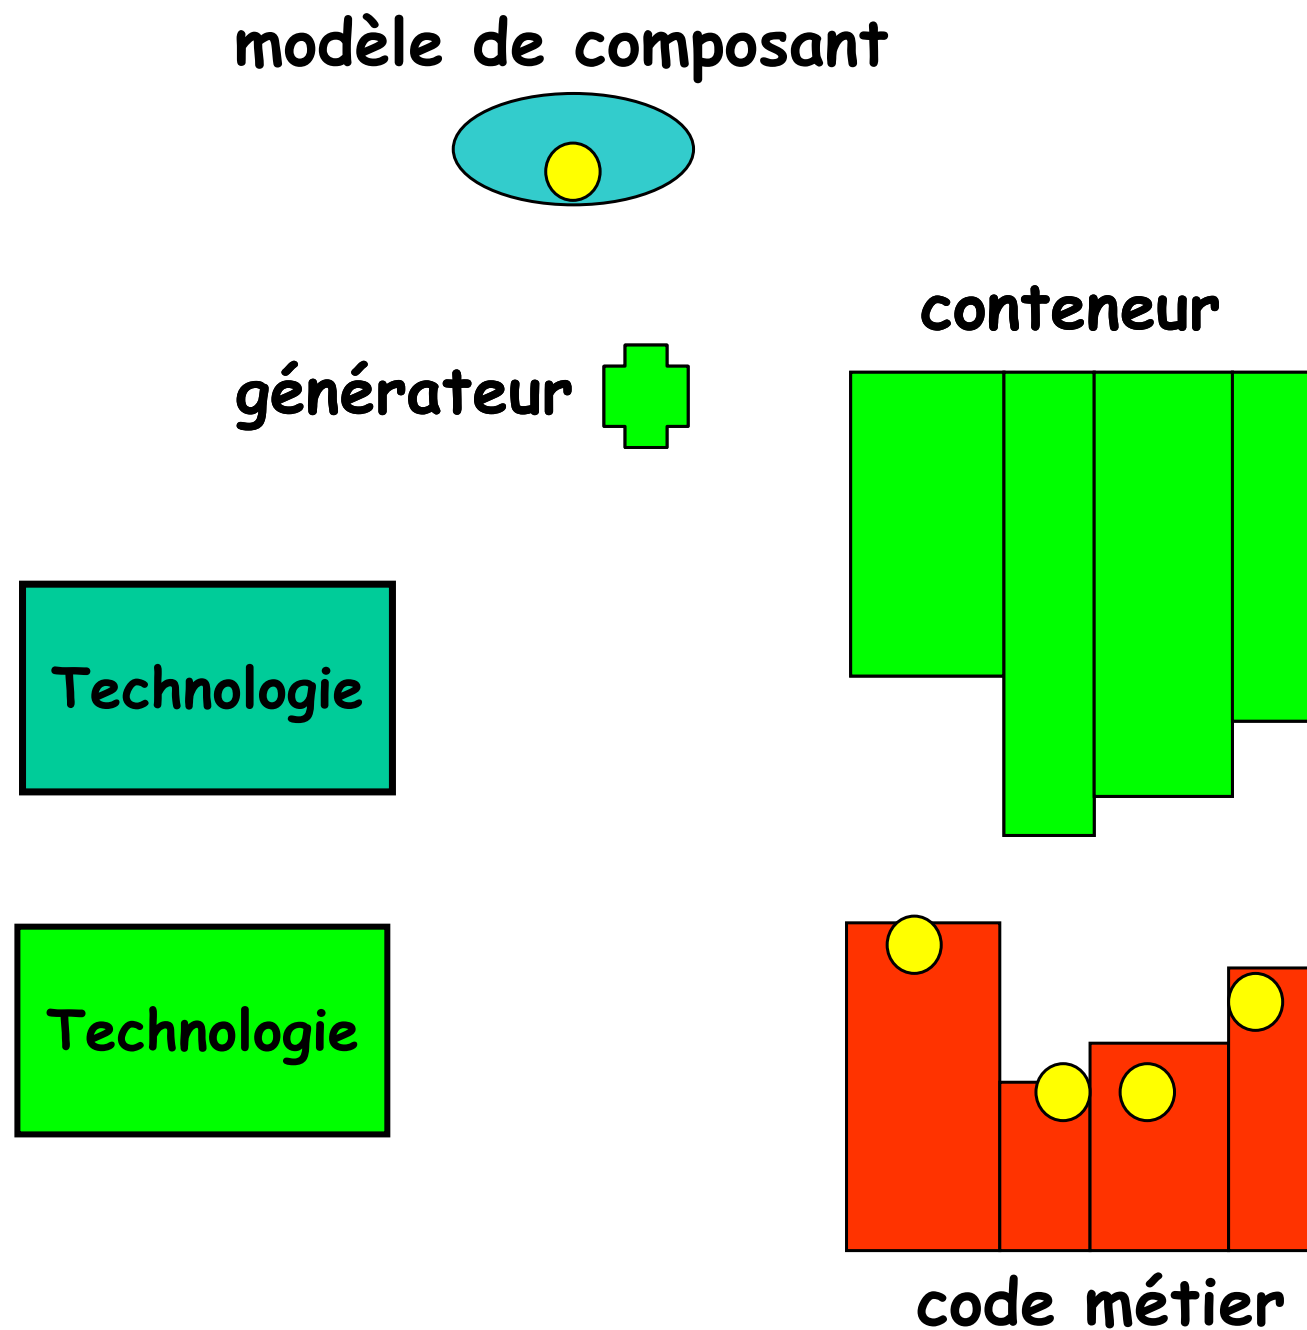 modèle de composant
conteneur
générateur
Technologie
Technologie
code métier